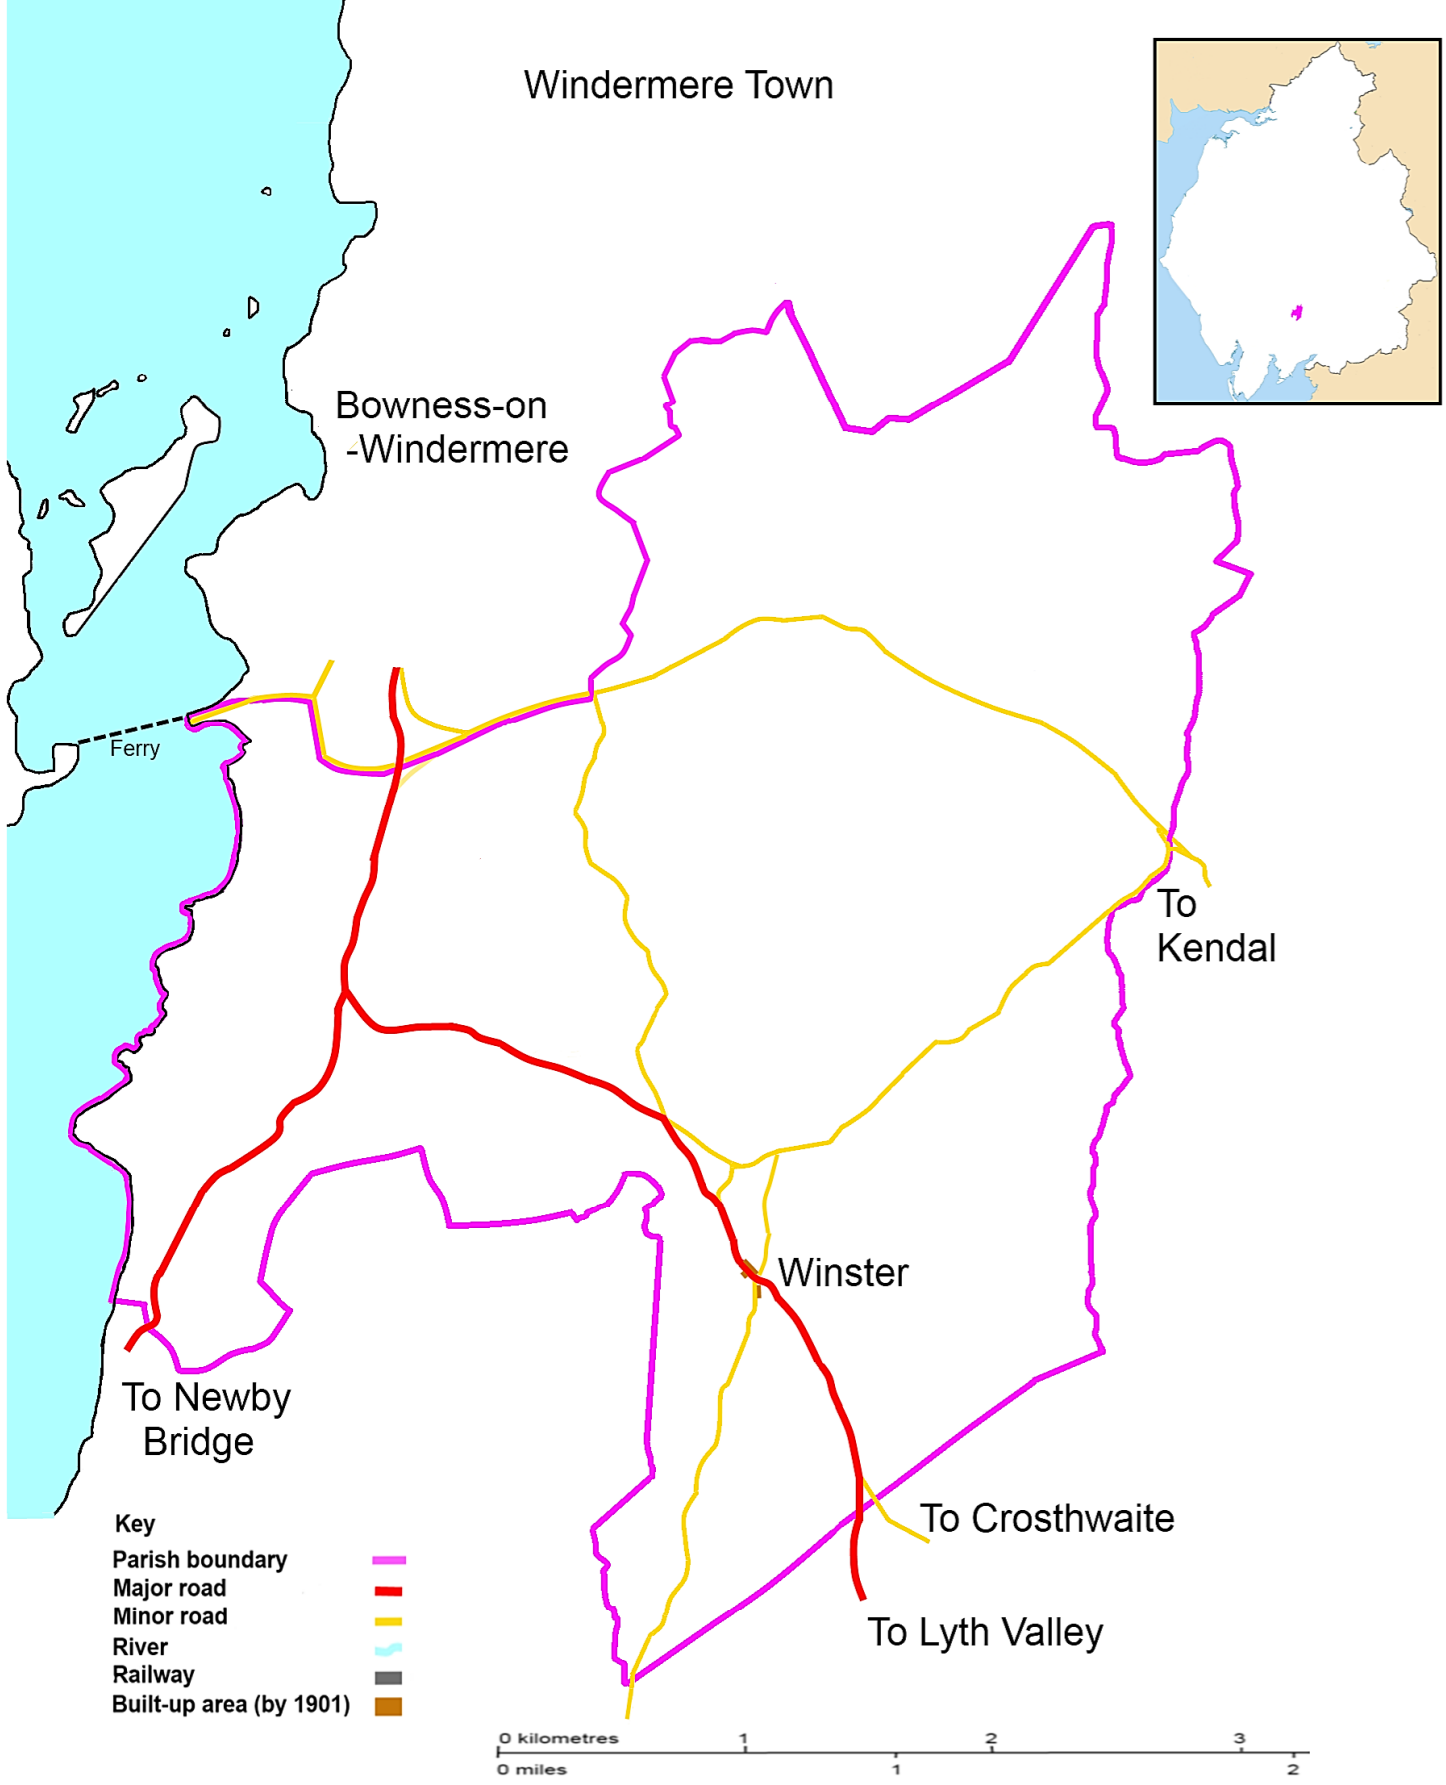 Windermere Town
Bowness-on
-Windermere
Ferry
To
Kendal
Winster
To Newby
Bridge
To Crosthwaite
To Lyth Valley
Key
Parish boundary
Major road
Minor road
River
Railway
Built-up area (by 1901)
0 kilometres 1 2 3
0 miles 1 2